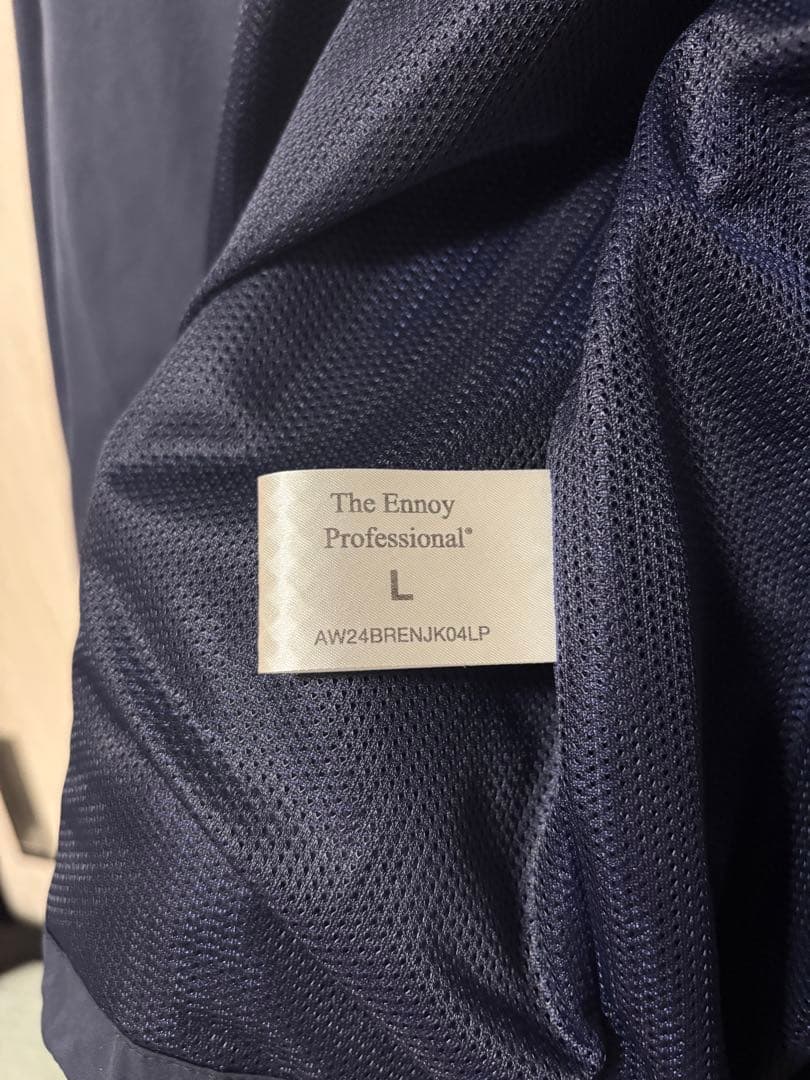 The Ennoy
Professional®
L
AW24BRENJK04LP